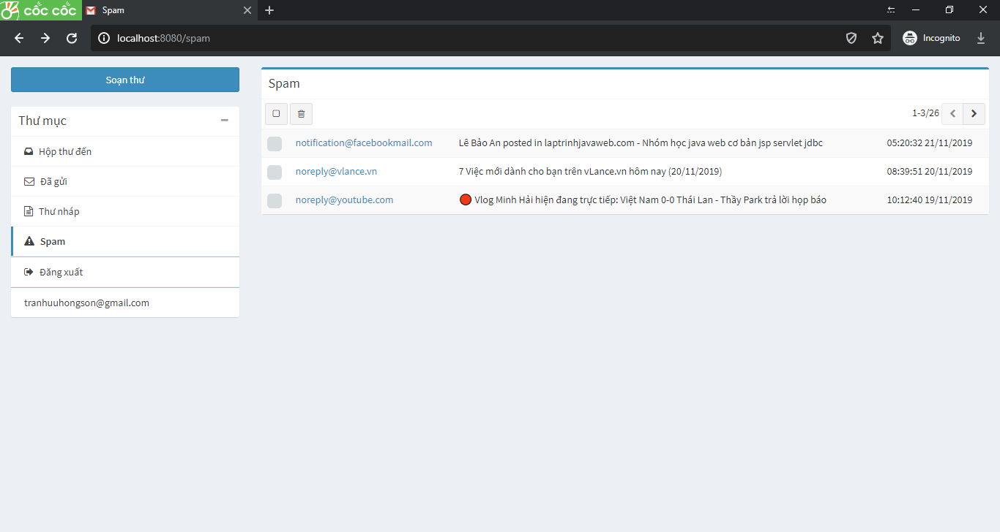 cốc cốc
Spam
localhost:8080/spam
Incognito
Soạn thư
Thư mục
Hộp thư đến
Đã gửi
Thư nháp
Spam
Đăng xuất
tranhuuhongson@gmail.com
Spam
1-3/26
notification@facebookmail.com Lê Bảo An posted in laptrinhjavaweb.com - Nhóm học java web cơ bản jsp servlet jdbc 05:20:32 21/11/2019
noreply@vlance.vn 7 Việc mới dành cho bạn trên vLance.vn hôm nay (20/11/2019) 08:39:51 20/11/2019
noreply@youtube.com 🔴 Vlog Minh Hải hiện đang trực tiếp: Việt Nam 0-0 Thái Lan - Thầy Park trả lời họp báo 10:12:40 19/11/2019